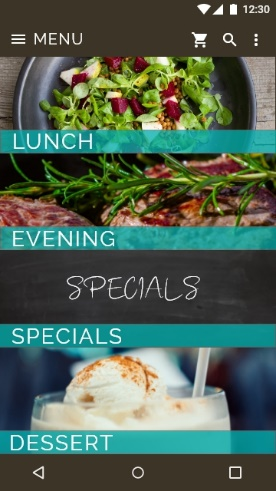 12:30
MENU
LUNCH
EVENING
SPECIALS
SPECIALS
DESSERT